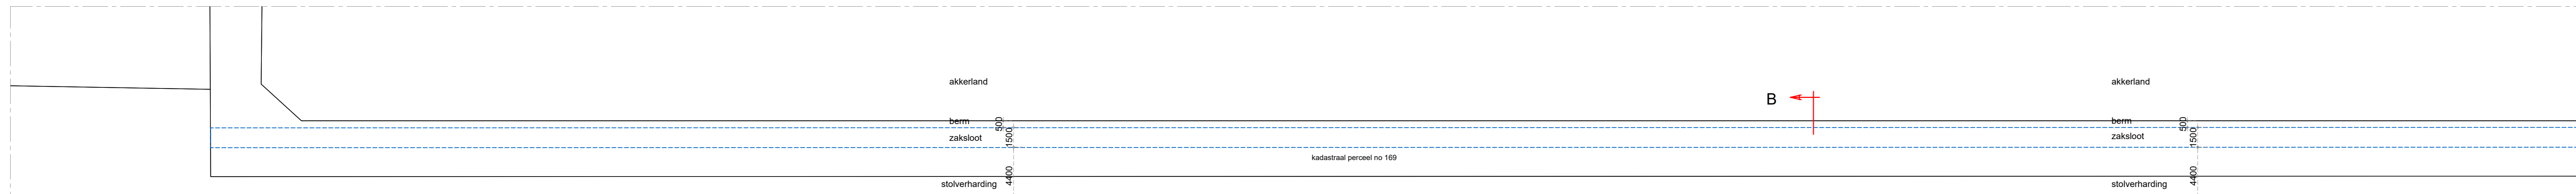 akkerland
akkerland
B
berm
500
berm
500
zaksloot
1500
zaksloot
1500
kadastraal perceel no 169
4400
4400
stolverharding
stolverharding